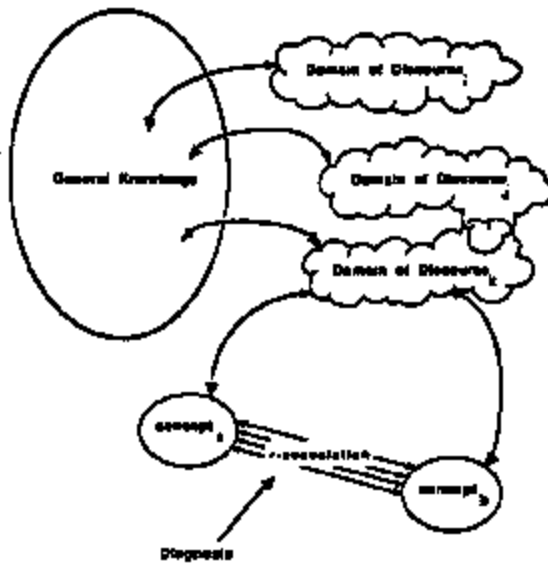 Domain of Discourse i
General Knowledge
Domain of Discourse j
Domain of Discourse k
concept a
association
concept b
Diagnosis